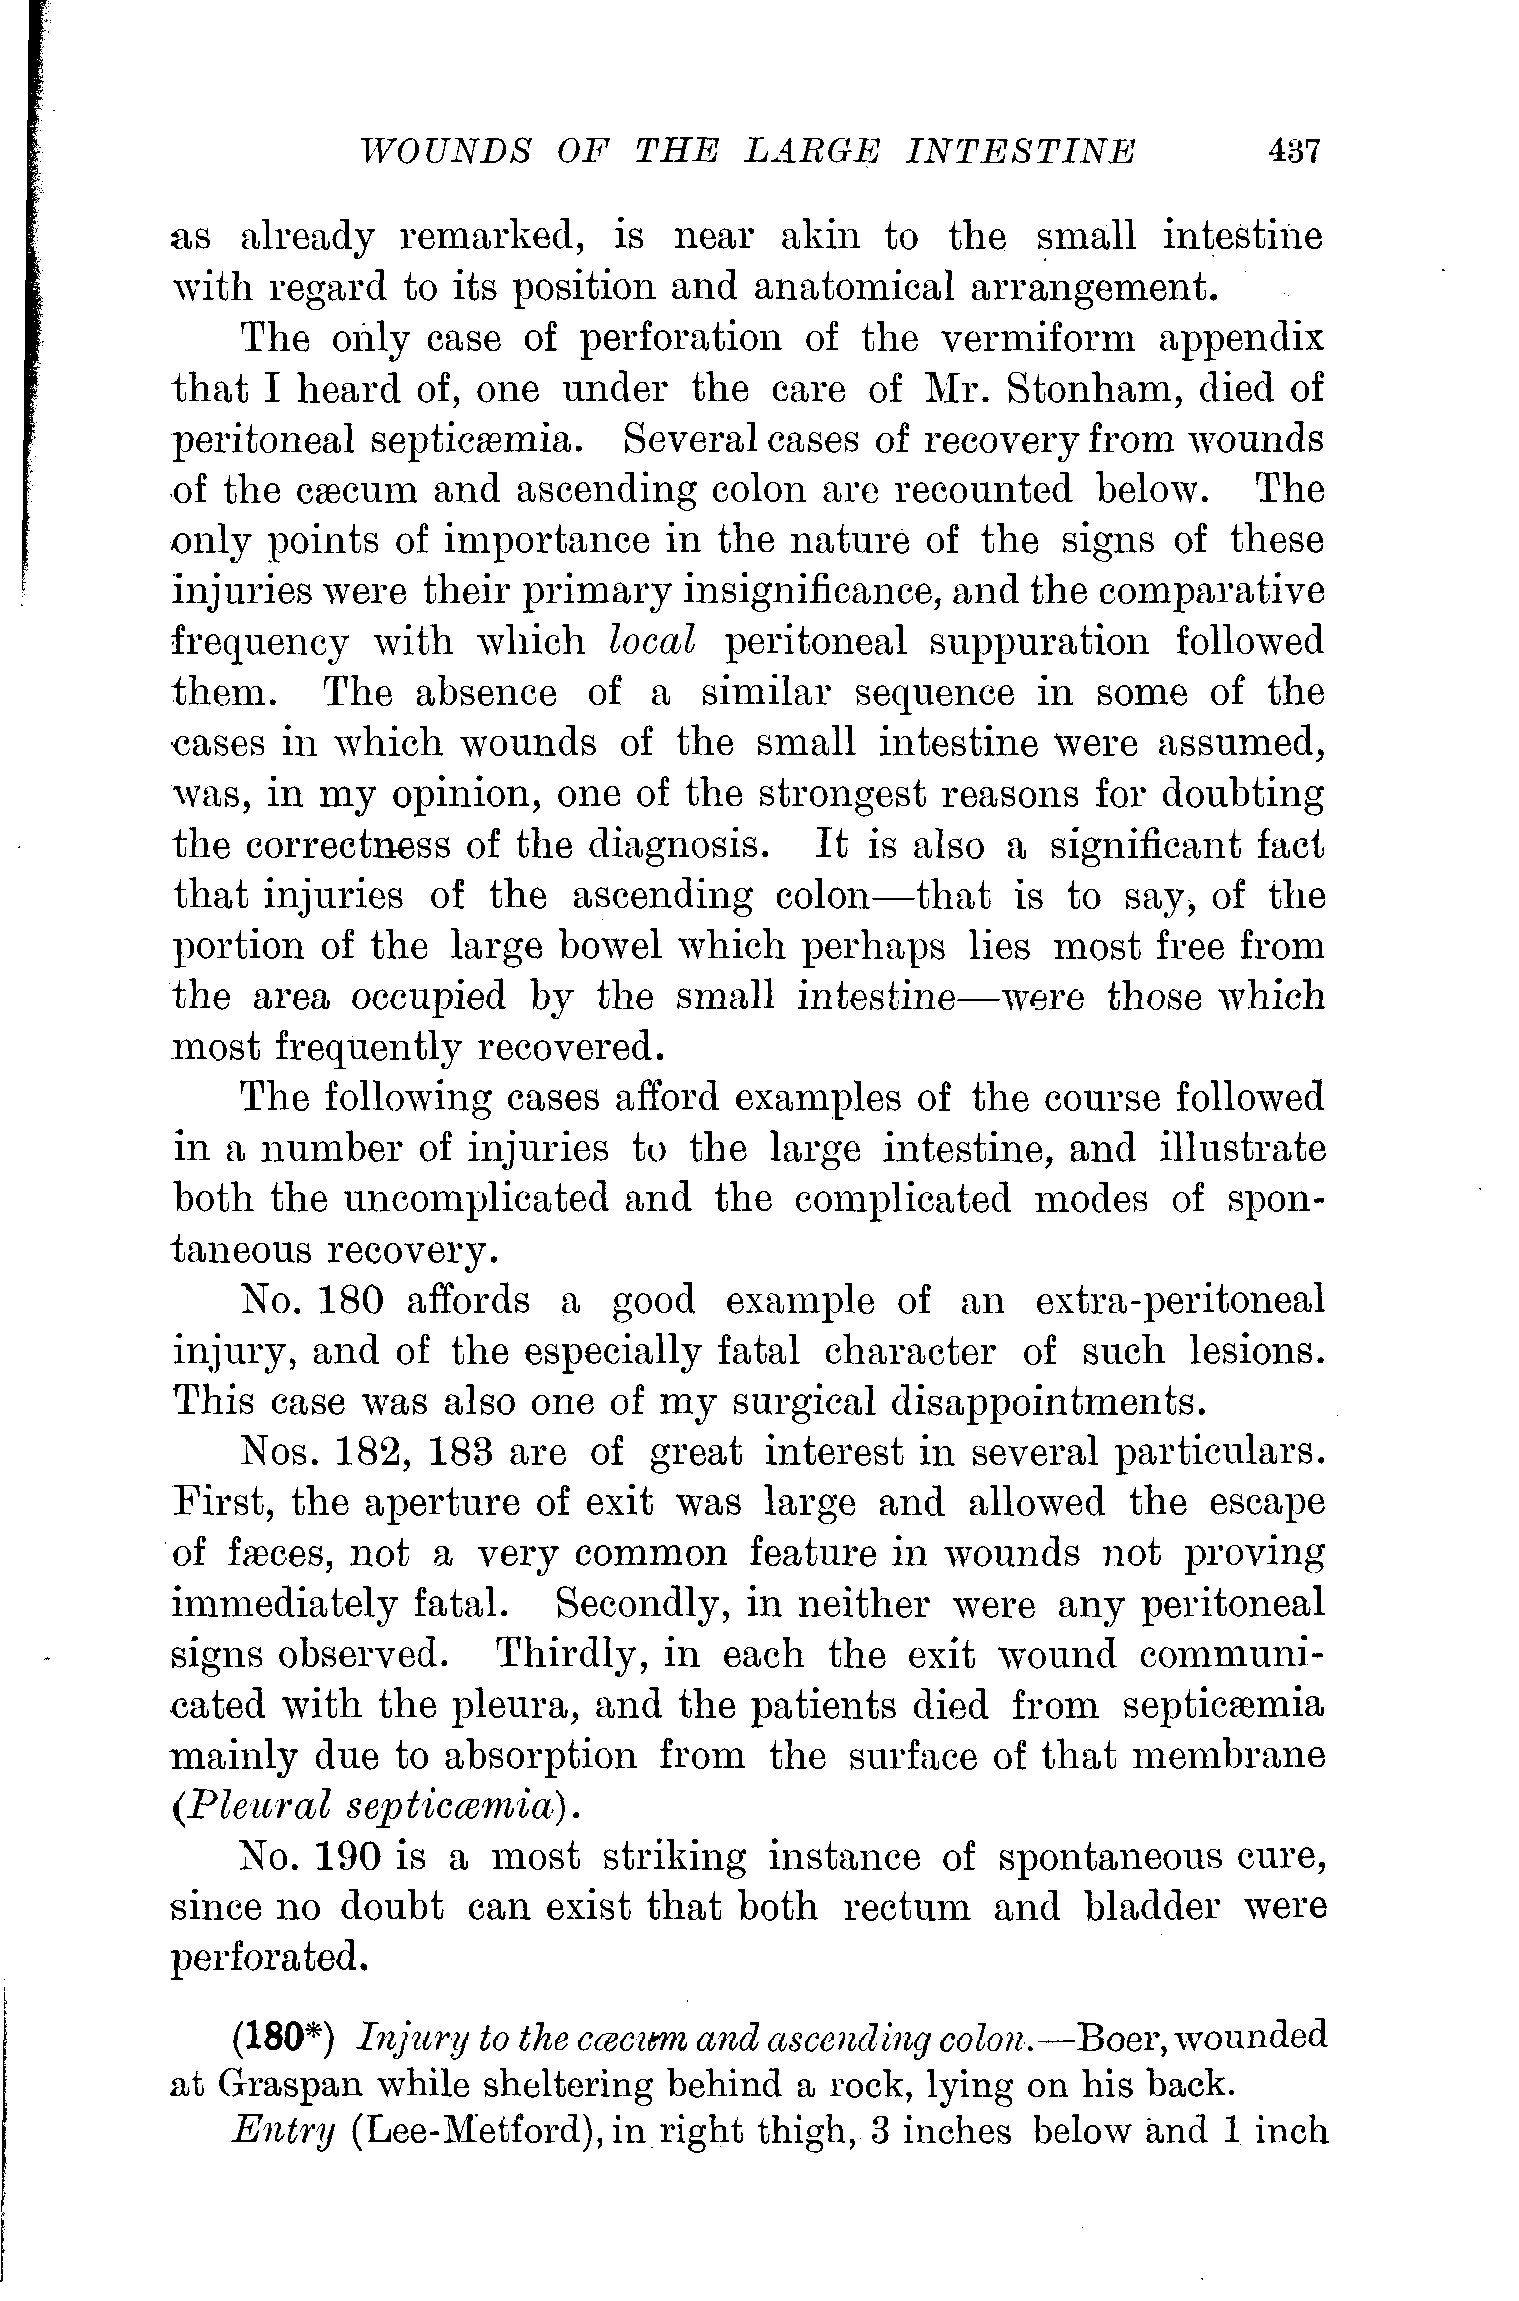 WOUNDS OF THE LARGE INTESTINE 437
as already remarked, is near akin to the small intestine
with regard to its position and anatomical arrangement.
The only case of perforation of the vermiform appendix
that I heard of, one under the care of Mr. Stonham, died of
peritoneal septicæmia. Several cases of recovery from wounds
of the cæcum and ascending colon are recounted below. The
only points of importance in the nature of the signs of these
injuries were their primary insignificance, and the comparative
frequency with which local peritoneal suppuration followed
them. The absence of a similar sequence in some of the
cases in which wounds of the small intestine were assumed,
was, in my opinion, one of the strongest reasons for doubting
the correctness of the diagnosis. It is also a significant fact
that injuries of the ascending colon—that is to say, of the
portion of the large bowel which perhaps lies most free from
the area occupied by the small intestine—were those which
most frequently recovered.
The following cases afford examples of the course followed
in a number of injuries to the large intestine, and illustrate
both the uncomplicated and the complicated modes of spon-
taneous recovery.
No. 180 affords a good example of an extra-peritoneal
injury, and of the especially fatal character of such lesions.
This case was also one of my surgical disappointments.
Nos. 182, 183 are of great interest in several particulars.
First, the aperture of exit was large and allowed the escape
of fæces, not a very common feature in wounds not proving
immediately fatal. Secondly, in neither were any peritoneal
signs observed. Thirdly, in each the exit wound communi-
cated with the pleura, and the patients died from septicæmia
mainly due to absorption from the surface of that membrane
(Pleural septicæmia).
No. 190 is a most striking instance of spontaneous cure,
since no doubt can exist that both rectum and bladder were
perforated.
(180*) Injury to the cæcum and ascending colon.—Boer, wounded
at Graspan while sheltering behind a rock, lying on his back.
Entry (Lee-Metford), in right thigh, 3 inches below and 1 inch